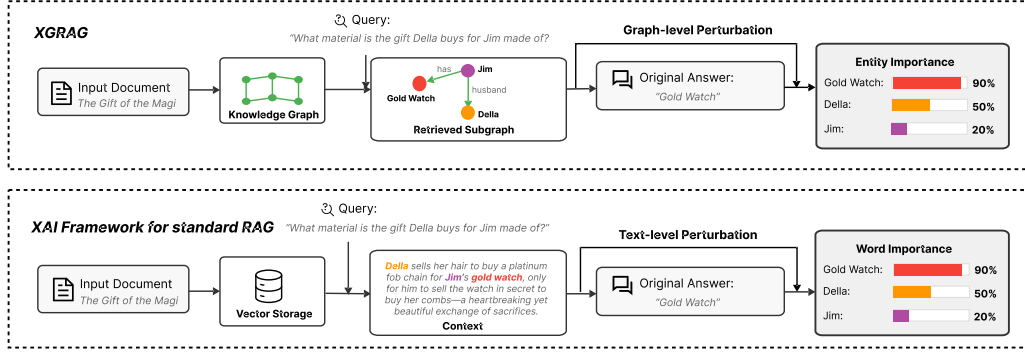 XGRAG
Query:
"What material is the gift Della buys for Jim made of?
Input Document
The Gift of the Magi
Knowledge Graph
has
Jim
Gold Watch
husband
Della
Retrieved Subgraph
Graph-level Perturbation
Original Answer:
"Gold Watch"
Entity Importance
Gold Watch: 90%
Della: 50%
Jim: 20%
XAI Framework for standard RAG
Query:
"What material is the gift Della buys for Jim made of?"
Input Document
The Gift of the Magi
Vector Storage
Della sells her hair to buy a platinum
fob chain for Jim's gold watch, only
for him to sell the watch in secret to
buy her combs—a heartbreaking yet
beautiful exchange of sacrifices.
Context
Text-level Perturbation
Original Answer:
"Gold Watch"
Word Importance
Gold Watch: 90%
Della: 50%
Jim: 20%